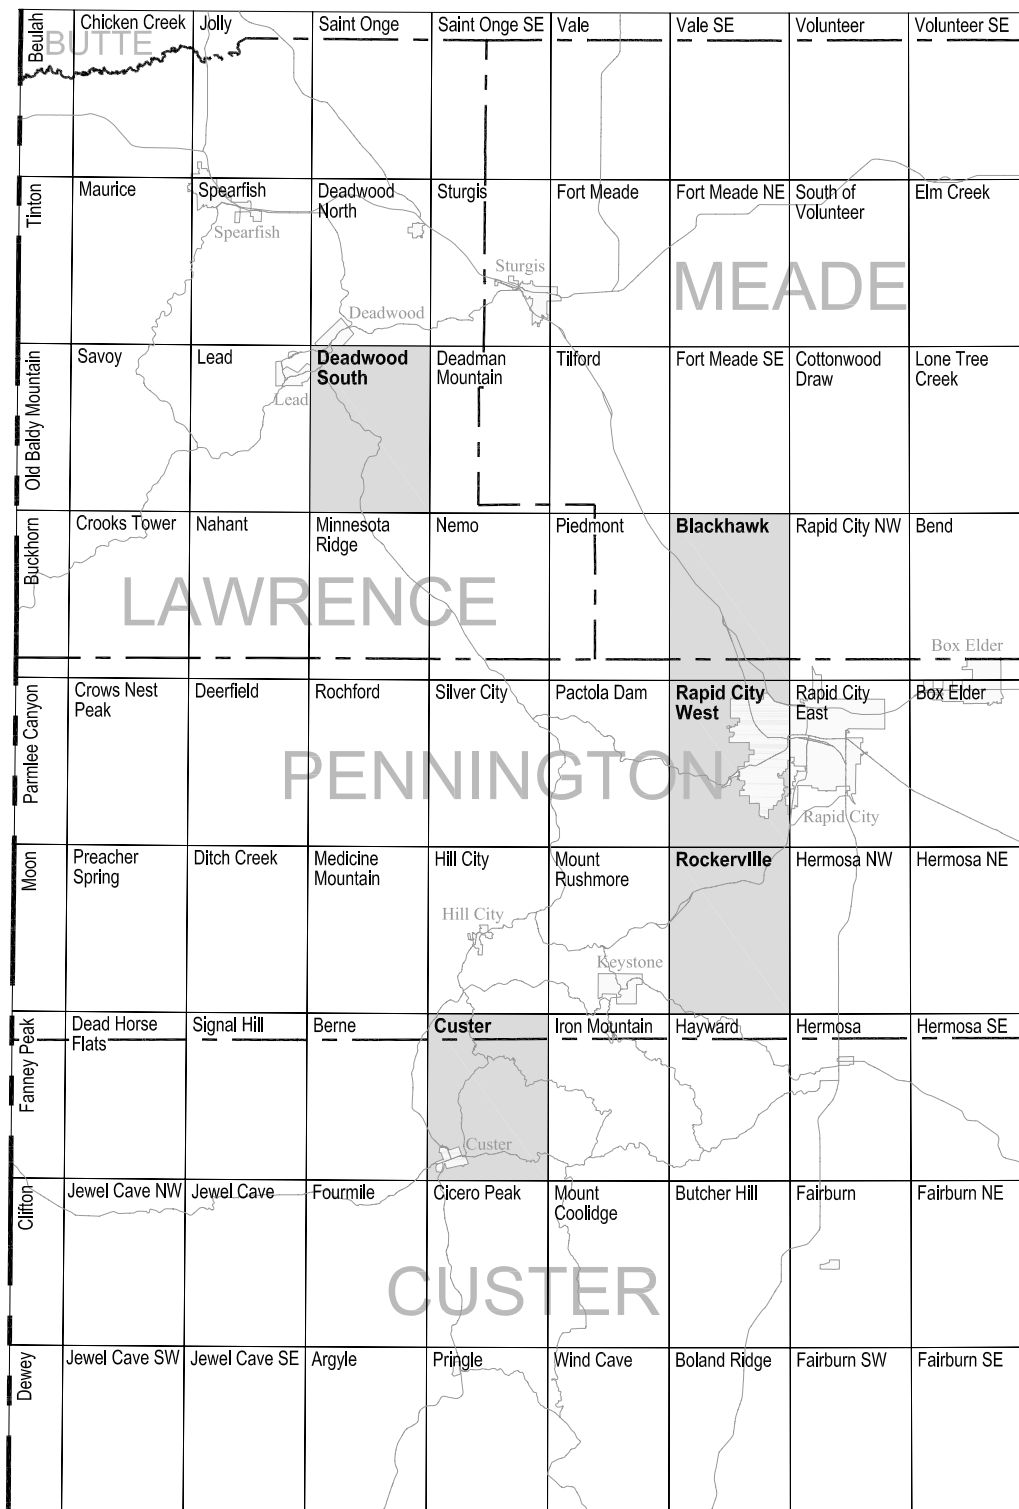 Beulah
Chicken Creek
Jolly
Saint Onge
Saint Onge SE
Vale
Vale SE
Volunteer
Volunteer SE
BUTTE
Tinton
Maurice
Spearfish
Deadwood
North
Sturgis
Fort Meade
Fort Meade NE
South of
Volunteer
Elm Creek
Spearfish
Sturgis
MEADE
Deadwood
Old Baldy Mountain
Savoy
Lead
Deadwood
South
Deadman
Mountain
Tilford
Fort Meade SE
Cottonwood
Draw
Lone Tree
Creek
Lead
Buckhorn
Crooks Tower
Nahant
Minnesota
Ridge
Nemo
Piedmont
Blackhawk
Rapid City NW
Bend
LAWRENCE
Box Elder
Parmlee Canyon
Crows Nest
Peak
Deerfield
Rochford
Silver City
Pactola Dam
Rapid City
West
Rapid City
East
Box Elder
PENNINGTON
Rapid City
Moon
Preacher
Spring
Ditch Creek
Medicine
Mountain
Hill City
Mount
Rushmore
Rockerville
Hermosa NW
Hermosa NE
Hill City
Keystone
Fanney Peak
Dead Horse
Flats
Signal Hill
Berne
Custer
Iron Mountain
Hayward
Hermosa
Hermosa SE
Custer
Clifton
Jewel Cave NW
Jewel Cave
Fourmile
Cicero Peak
Mount
Coolidge
Butcher Hill
Fairburn
Fairburn NE
CUSTER
Dewey
Jewel Cave SW
Jewel Cave SE
Argyle
Pringle
Wind Cave
Boland Ridge
Fairburn SW
Fairburn SE